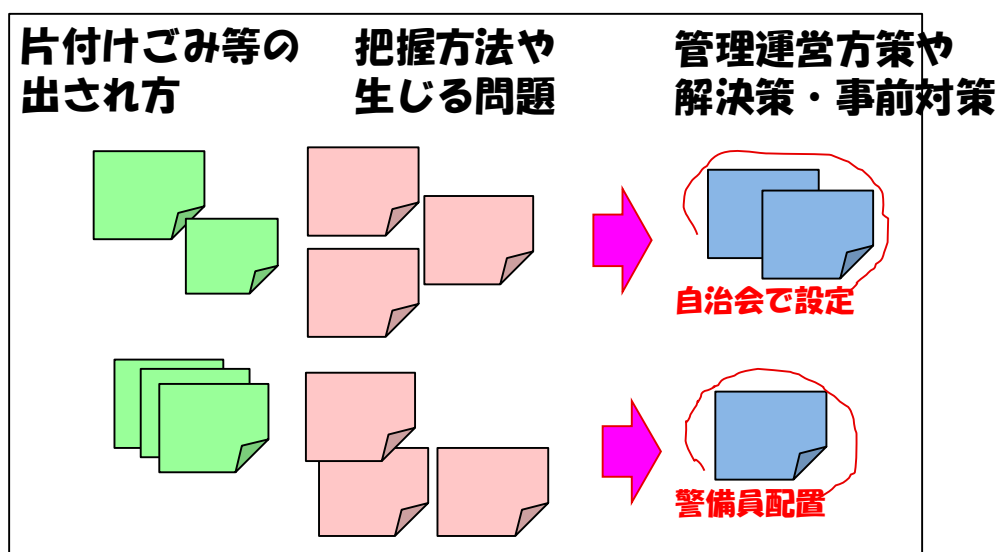 片付けごみ等の
出され方
把握方法や
生じる問題
管理運営方策や
解決策・事前対策
自治会で設定
警備員配置